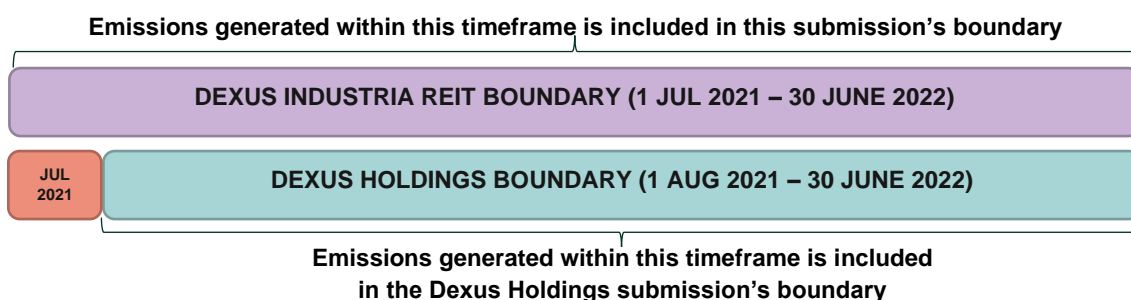 Emissions generated within this timeframe is included in this submission's boundary
DEXUS INDUSTRIA REIT BOUNDARY (1 JUL 2021 – 30 JUNE 2022)
JUL
2021
DEXUS HOLDINGS BOUNDARY (1 AUG 2021 – 30 JUNE 2022)
Emissions generated within this timeframe is included
in the Dexus Holdings submission's boundary